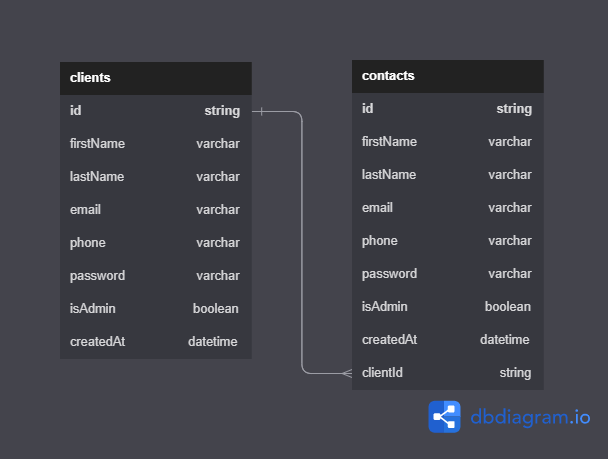 clients
id string
firstName varchar
lastName varchar
email varchar
phone varchar
password varchar
isAdmin boolean
createdAt datetime
contacts
id string
firstName varchar
lastName varchar
email varchar
phone varchar
password varchar
isAdmin boolean
createdAt datetime
clientId string
dbdiagram.io